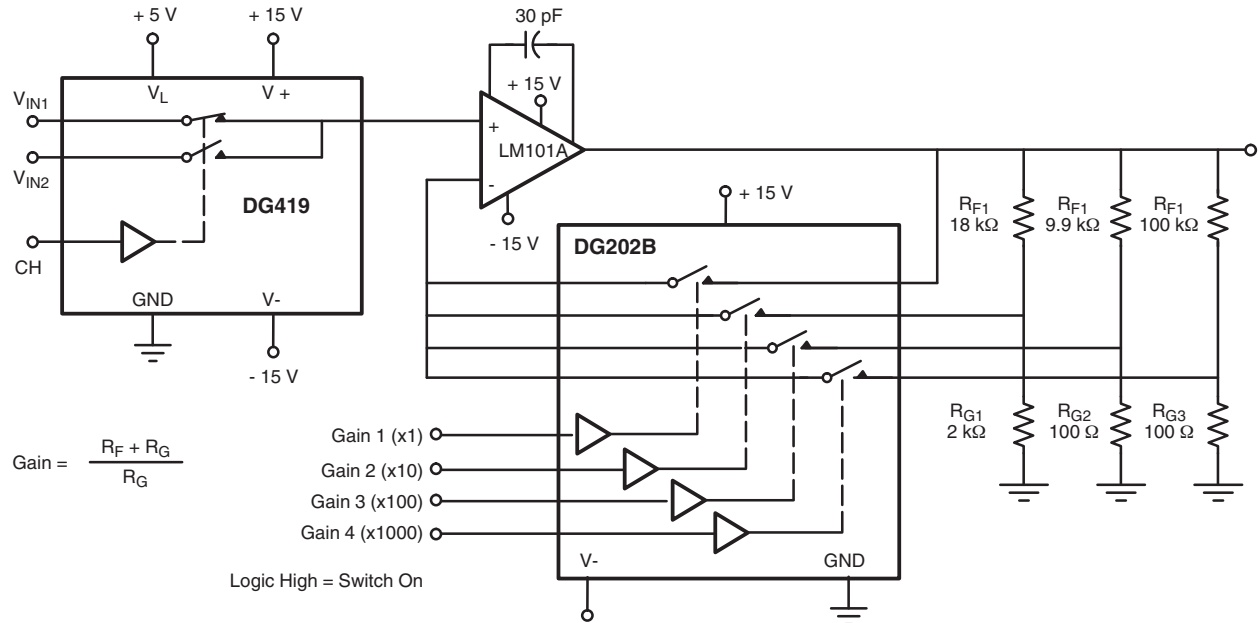 + 5 V
+ 15 V
30 pF
V_IN1
V_L
V +
+ 15 V
+
LM101A
-
V_IN2
DG419
- 15 V
CH
GND
V-
- 15 V
+ 15 V
DG202B
R_F1
18 kΩ
R_F1
9.9 kΩ
R_F1
100 kΩ
R_G1
2 kΩ
R_G2
100 Ω
R_G3
100 Ω
Gain = R_F + R_G
R_G
Gain 1 (x1)
Gain 2 (x10)
Gain 3 (x100)
Gain 4 (x1000)
V-
GND
Logic High = Switch On